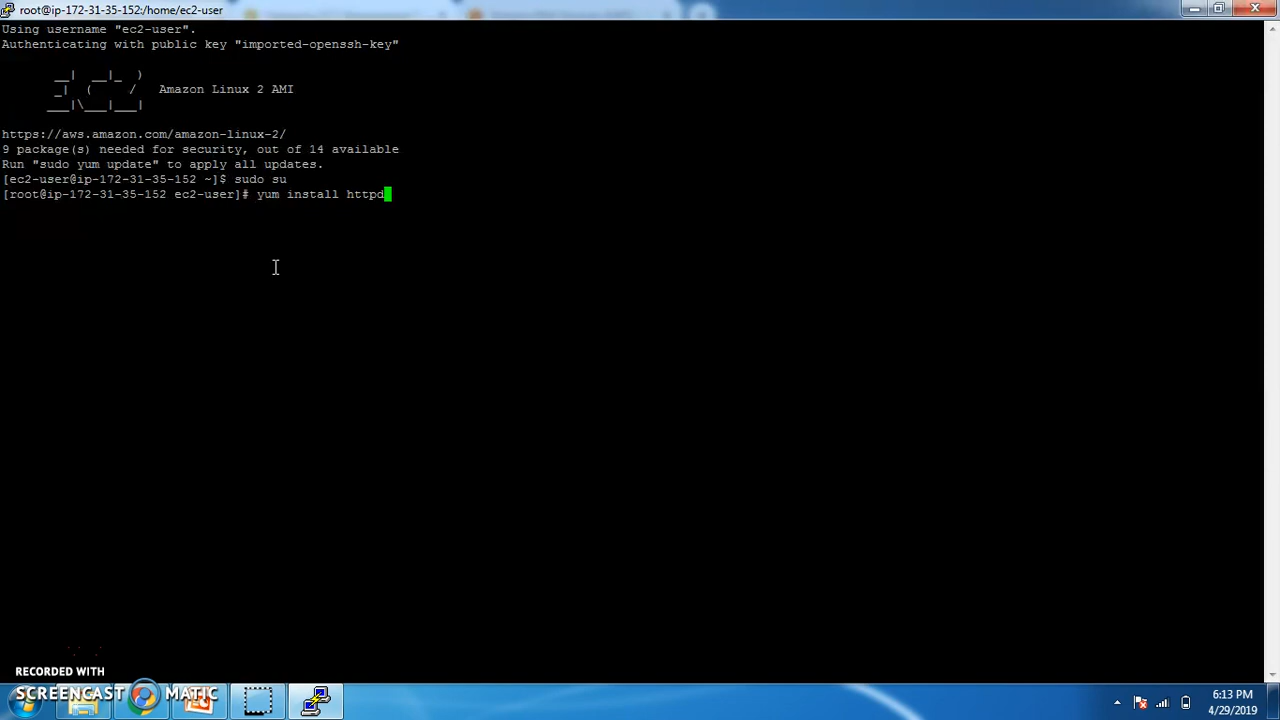 root@ip-172-31-35-152:/home/ec2-user
Using username "ec2-user".
Authenticating with public key "imported-openssh-key"
__|  __|_  )
_|  (     /   Amazon Linux 2 AMI
___|\___|___|
https://aws.amazon.com/amazon-linux-2/
9 package(s) needed for security, out of 14 available
Run "sudo yum update" to apply all updates.
[ec2-user@ip-172-31-35-152 ~]$ sudo su
[root@ip-172-31-35-152 ec2-user]# yum install httpd
RECORDED WITH
SCREENCAST MATIC
6:13 PM
4/29/2019